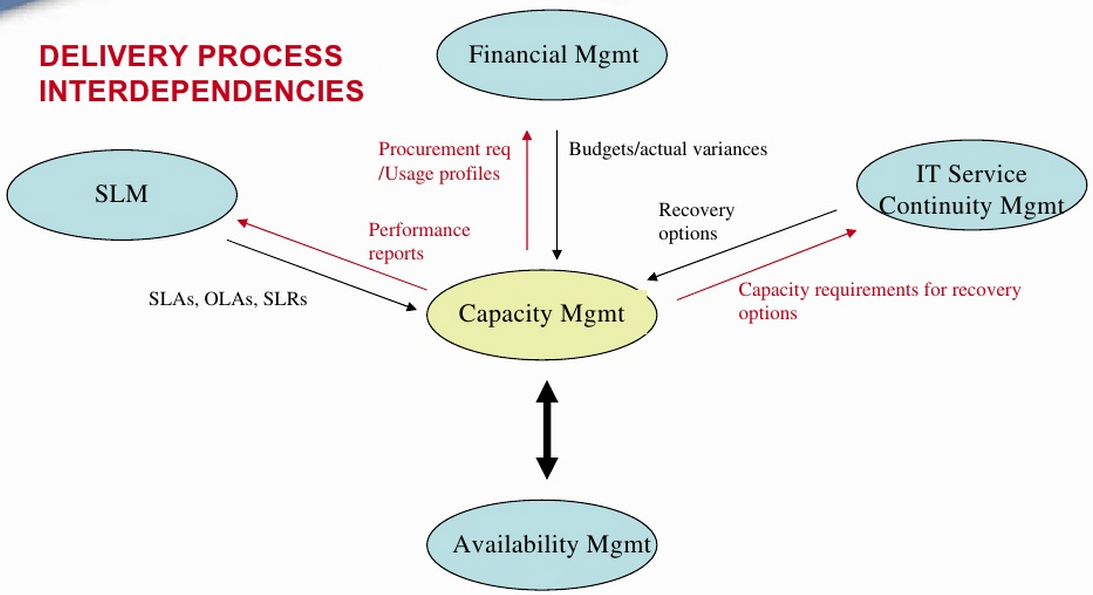 DELIVERY PROCESS
INTERDEPENDENCIES
Financial Mgmt
Procurement req
/Usage profiles
Budgets/actual variances
SLM
IT Service
Continuity Mgmt
Performance
reports
Recovery
options
SLAs, OLAs, SLRs
Capacity requirements for recovery
options
Capacity Mgmt
Availability Mgmt